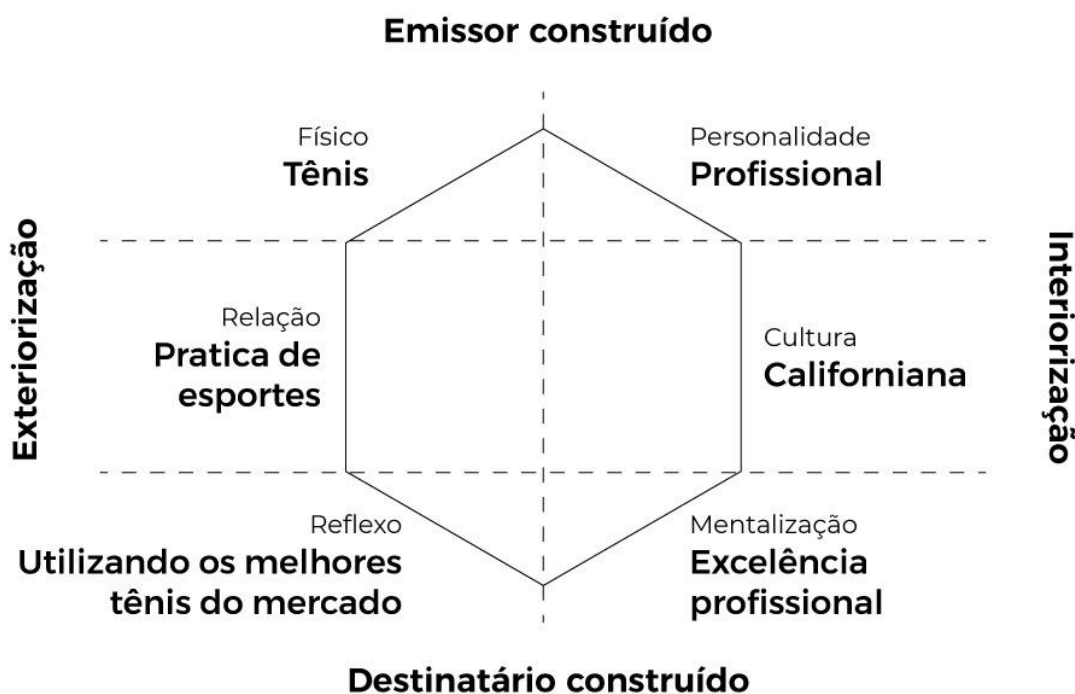 Emissor construído
Físico
Tênis
Personalidade
Profissional
Exteriorização
Relação
Pratica de
esportes
Cultura
Californiana
Interiorização
Reflexo
Utilizando os melhores
tênis do mercado
Mentalização
Excelência
profissional
Destinatário construído